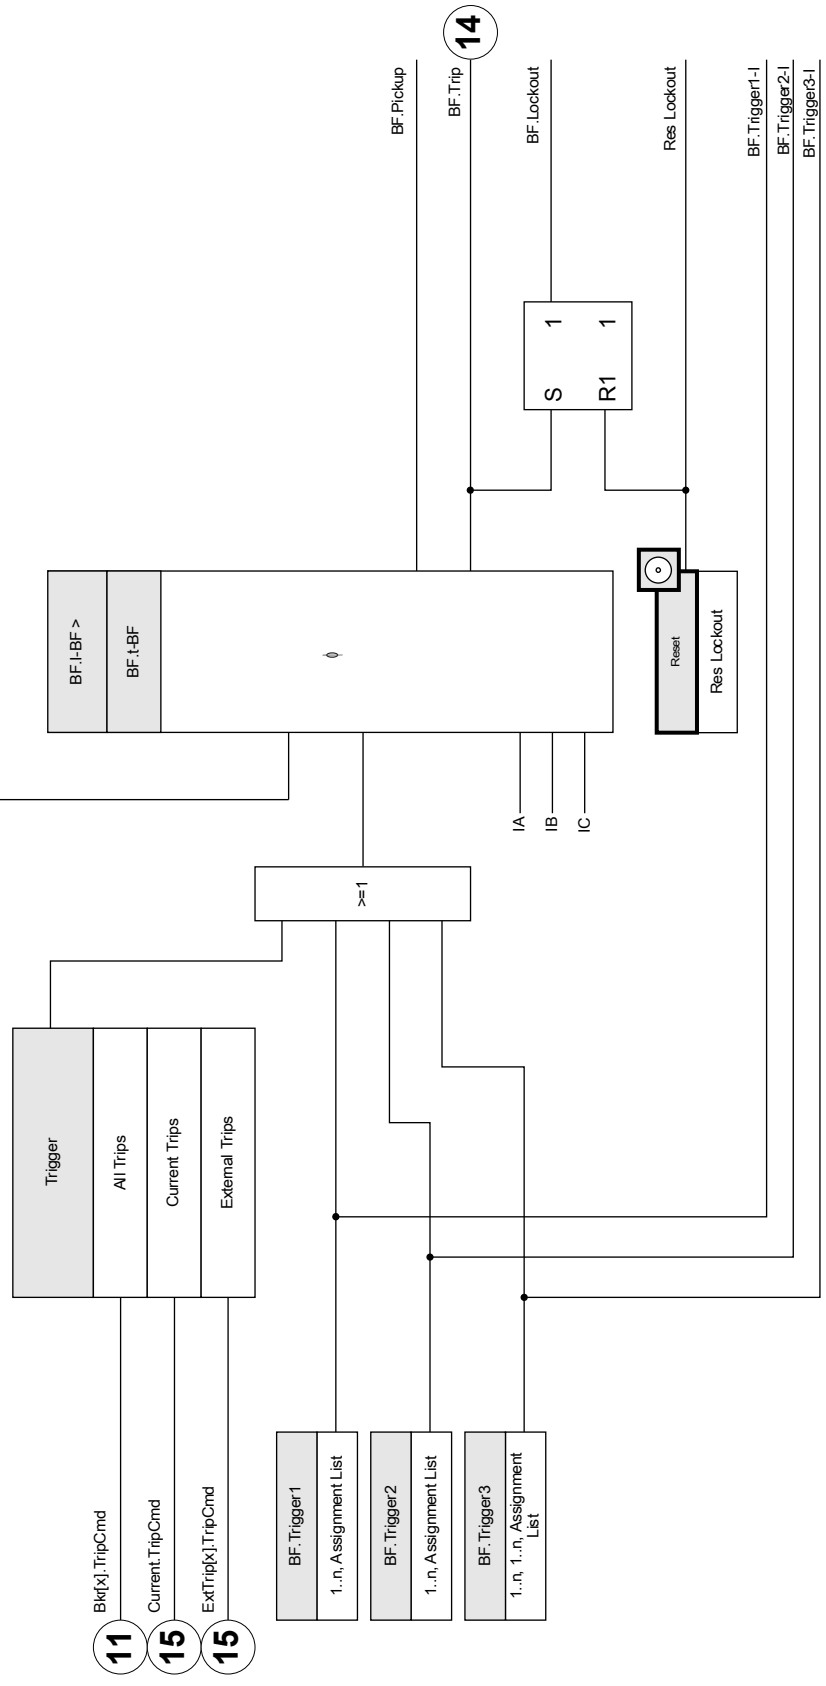 14
BF.Pickup
BF.Trip
BF.Lockout
Res Lockout
BF.Trigger1-I
BF.Trigger2-I
BF.Trigger3-I
S
1
R1
1
BF.I-BF >
BF.t-BF
ϕ
Reset
Res Lockout
IA
IB
IC
>=1
Trigger
All Trips
Current Trips
External Trips
Bkr[x].TripCmd
Current.TripCmd
ExtTrip[x].TripCmd
11
15
15
BF.Trigger1
1..n, Assignment List
BF.Trigger2
1..n, Assignment List
BF.Trigger3
1..n, 1..n, Assignment
List